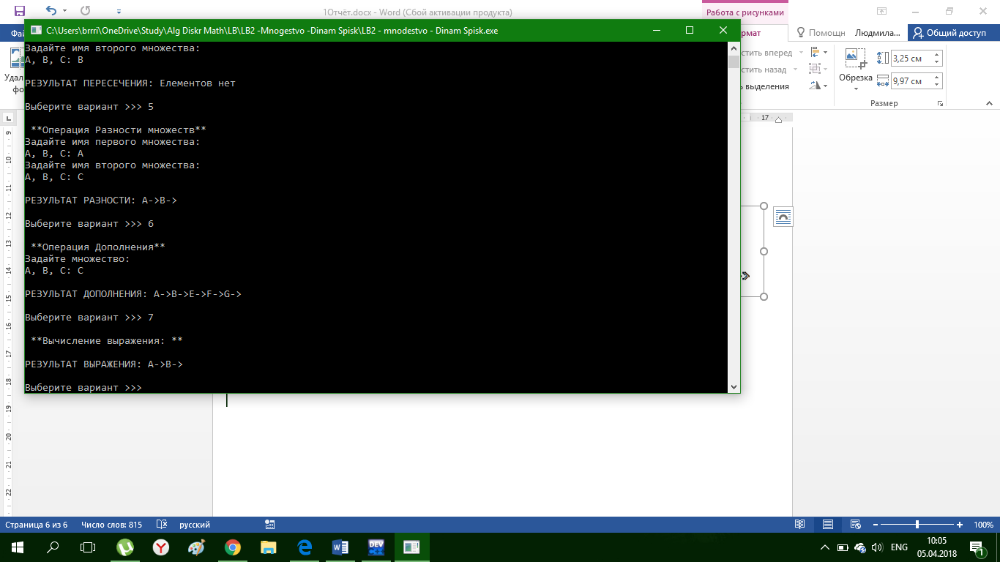 1Отчёт.docx - Word (Сбой активации продукта)
Работа с рисунками
C:\Users\brrri\OneDrive\Study\Alg Diskr Math\LB\LB2 -Mnogestvo -Dinam Spisk\LB2 - mnodestvo - Dinam Spisk.exe
Фай
рмат
Помощн
Людмила...
Общий доступ
Удал
фо
стить вперед
стить назад
ь выделения
Обрезка
3,25 см
9,97 см
Размер
Задайте имя второго множества:
A, B, C: B
РЕЗУЛЬТАТ ПЕРЕСЕЧЕНИЯ: Елементов нет
Выберите вариант >>> 5
**Операция Разности множеств**
Задайте имя первого множества:
A, B, C: A
Задайте имя второго множества:
A, B, C: C
РЕЗУЛЬТАТ РАЗНОСТИ: A->B->
Выберите вариант >>> 6
**Операция Дополнения**
Задайте множество:
A, B, C: C
РЕЗУЛЬТАТ ДОПОЛНЕНИЯ: A->B->E->F->G->
Выберите вариант >>> 7
**Вычисление выражения: **
РЕЗУЛЬТАТ ВЫРАЖЕНИЯ: A->B->
Выберите вариант >>>
17
9
10
11
12
13
14
15
16
17
18
19
20
21
22
Страница 6 из 6
Число слов: 815
русский
100%
DEV
ENG
10:05
05.04.2018
1